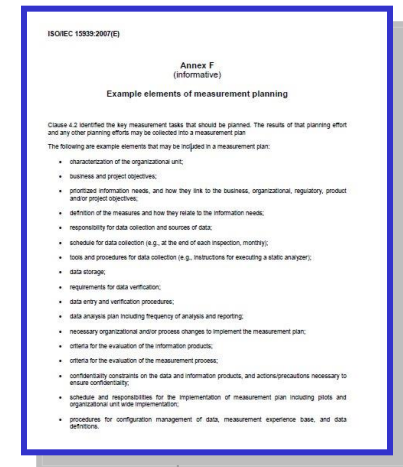 ISO/IEC 15939:2007(E)
Annex F
(informative)
Example elements of measurement planning
Clause 4.2 identified the key measurement tasks that should be planned. The results of that planning effort
and any other planning efforts may be collected into a measurement plan
The following are example elements that may be included in a measurement plan:
• characterization of the organizational unit;
• business and project objectives;
• prioritized information needs, and how they link to the business, organizational, regulatory, product
and/or project objectives;
• definition of the measures and how they relate to the information needs;
• responsibility for data collection and sources of data;
• schedule for data collection (e.g., at the end of each inspection, monthly);
• tools and procedures for data collection (e.g., instructions for executing a static analyzer);
• data storage;
• requirements for data verification;
• data entry and verification procedures;
• data analysis plan including frequency of analysis and reporting;
• necessary organizational and/or process changes to implement the measurement plan;
• criteria for the evaluation of the information products;
• criteria for the evaluation of the measurement process;
• confidentiality constraints on the data and information products, and actions/precautions necessary to
ensure confidentiality;
• schedule and responsibilities for the implementation of measurement plan including pilots and
organizational unit wide implementation;
• procedures for configuration management of data, measurement experience base, and data
definitions.